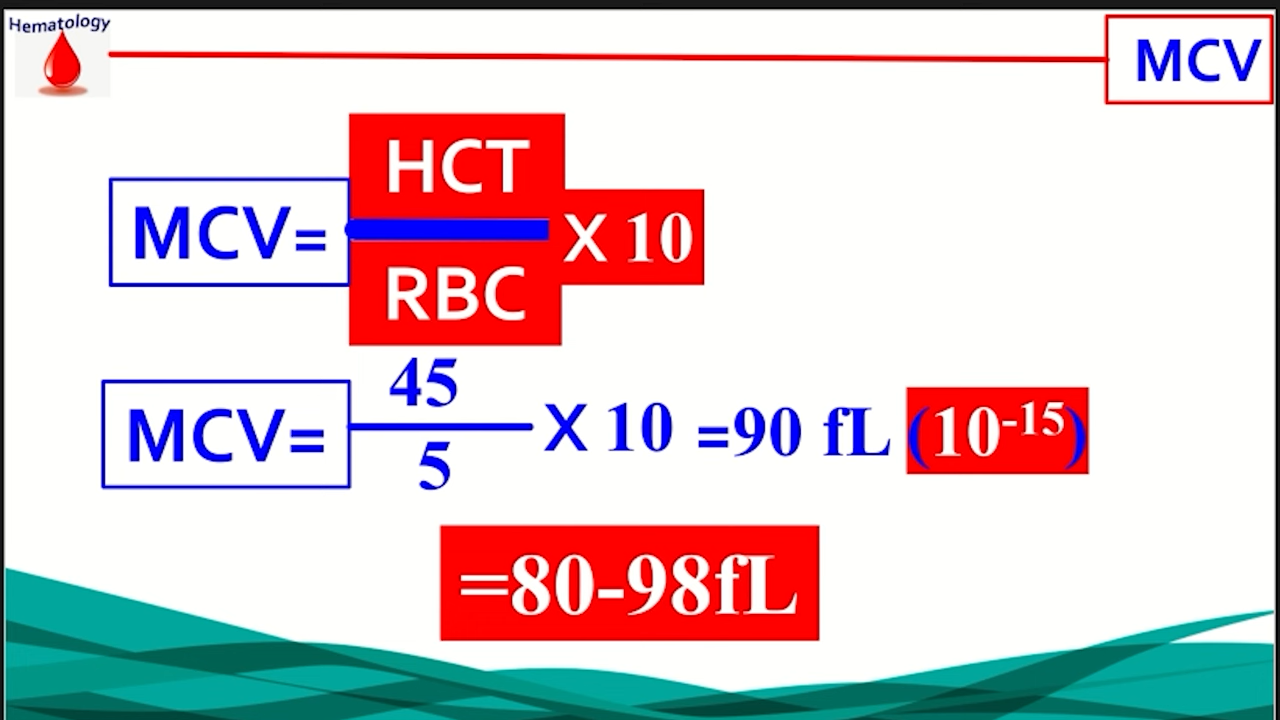 Hematology
MCV
HCT
MCV=
X 10
RBC
45
MCV=
X 10 =90 fL (10⁻¹⁵)
5
=80-98fL